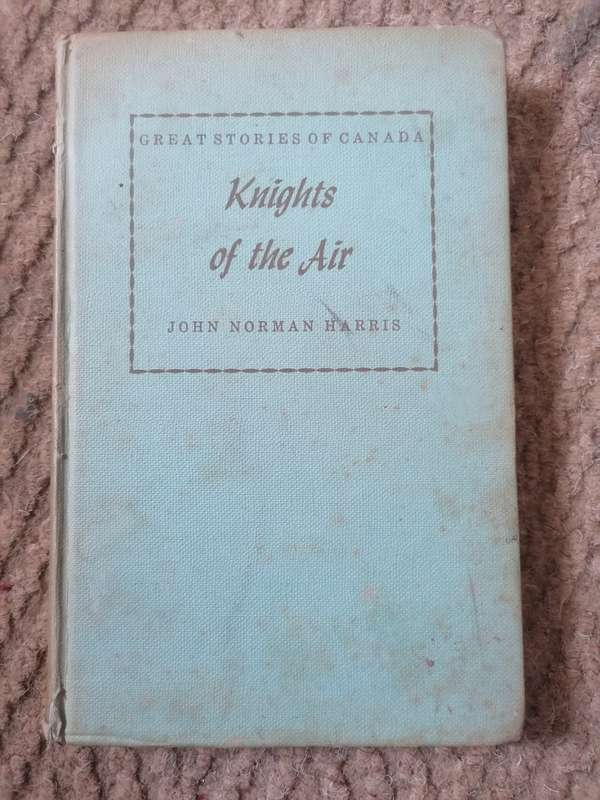 GREAT STORIES OF CANADA
Knights
of the Air
JOHN NORMAN HARRIS